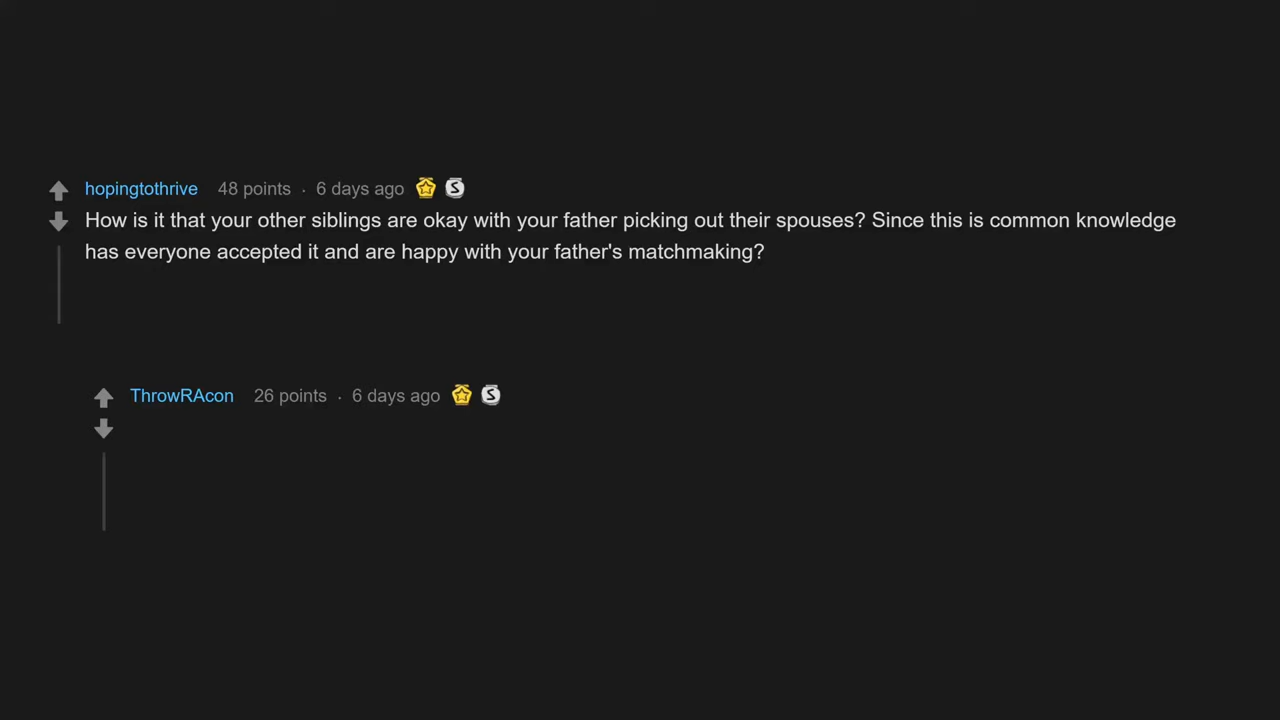 hopingtothrive 48 points . 6 days ago
How is it that your other siblings are okay with your father picking out their spouses? Since this is common knowledge
has everyone accepted it and are happy with your father's matchmaking?
ThrowRAcon 26 points . 6 days ago